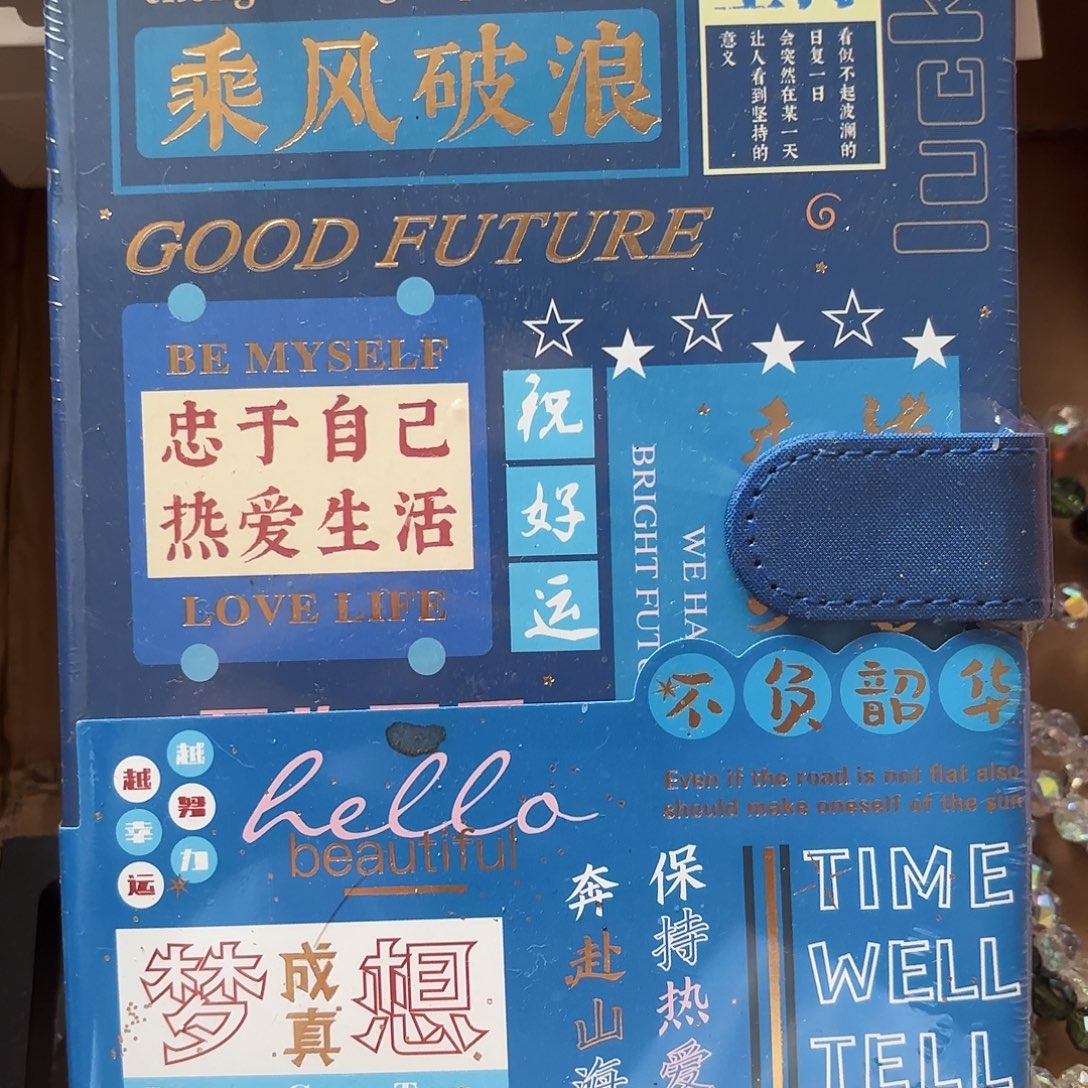 乘风破浪
看似不起波澜的
日复一日
会突然在某一天
让人看到坚持的
意义
luck
GOOD FUTURE
BE MYSELF
忠于自己
热爱生活
LOVE LIFE
祝好运
BRIGHT
WE
不负韶华
越努力
越幸运
hello
beautiful
Even if the road is not flat also
should make oneself of the sun
奔赴山海
保持热爱
TIME
WELL
TELL
梦想成真